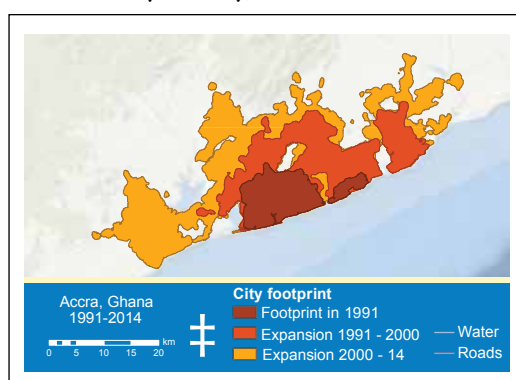 Accra, Ghana
1991-2014
0 5 10 15 20 km
City footprint
Footprint in 1991
Expansion 1991 - 2000
Expansion 2000 - 14
Water
Roads